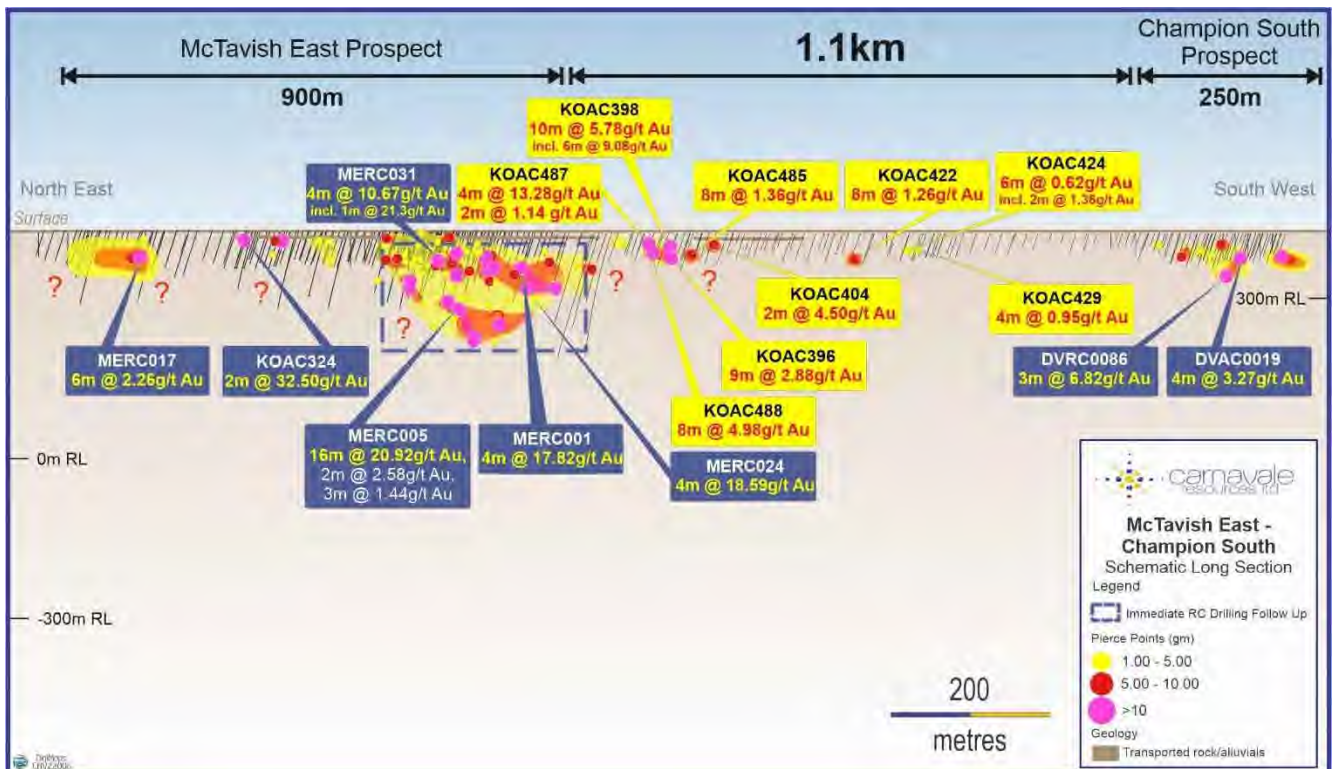 McTavish East Prospect
1.1km
Champion South
Prospect
900m
250m
KOAC398
10m @ 5.78g/t Au
incl. 6m @ 9.08g/t Au
MERC031
4m @ 10.67g/t Au
incl. 1m @ 21.3g/t Au
KOAC487
4m @ 13.28g/t Au
2m @ 1.14 g/t Au
KOAC485
8m @ 1.36g/t Au
KOAC422
8m @ 1.26g/t Au
KOAC424
6m @ 0.62g/t Au
incl. 2m @ 1.36g/t Au
North East
South West
Surface
?
?
?
?
?
?
KOAC404
2m @ 4.50g/t Au
KOAC429
4m @ 0.95g/t Au
300m RL
MERC017
6m @ 2.26g/t Au
KOAC324
2m @ 32.50g/t Au
KOAC396
9m @ 2.88g/t Au
DVRC0086
3m @ 6.82g/t Au
DVAC0019
4m @ 3.27g/t Au
KOAC488
8m @ 4.98g/t Au
MERC005
16m @ 20.92g/t Au,
2m @ 2.58g/t Au,
3m @ 1.44g/t Au
MERC001
4m @ 17.82g/t Au
MERC024
4m @ 18.59g/t Au
0m RL
-300m RL
200
metres
carnavale
resources ltd
McTavish East -
Champion South
Schematic Long Section
Legend
Immediate RC Drilling Follow Up
Pierce Points (gm)
1.00 - 5.00
5.00 - 10.00
>10
Geology
Transported rock/alluvials